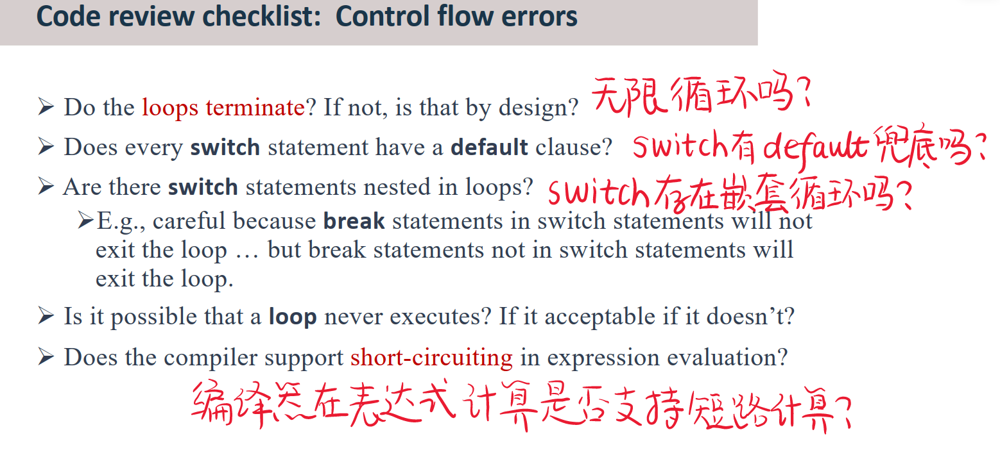 Code review checklist: Control flow errors
➢ Do the loops terminate? If not, is that by design? 无限循环吗?
➢ Does every switch statement have a default clause? switch有default兜底吗?
➢ Are there switch statements nested in loops? switch存在嵌套循环吗?
➢E.g., careful because break statements in switch statements will not
exit the loop … but break statements not in switch statements will
exit the loop.
➢ Is it possible that a loop never executes? If it acceptable if it doesn’t?
➢ Does the compiler support short-circuiting in expression evaluation?
编译器在表达式计算是否支持短路计算?